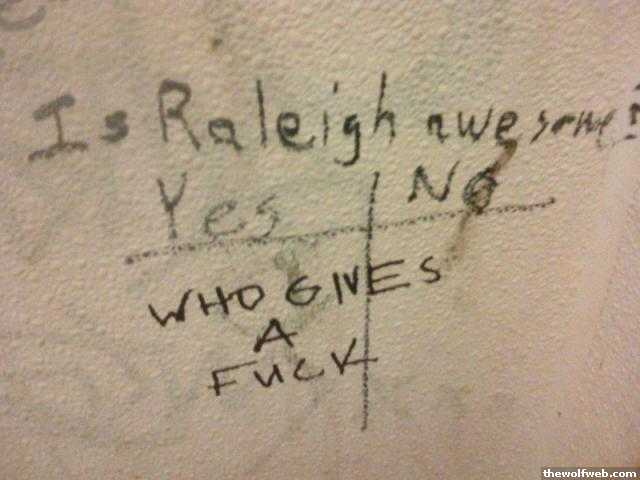 Is Raleigh awesome?
Yes No
WHO GIVES
A
FUCK
thewolfweb.com